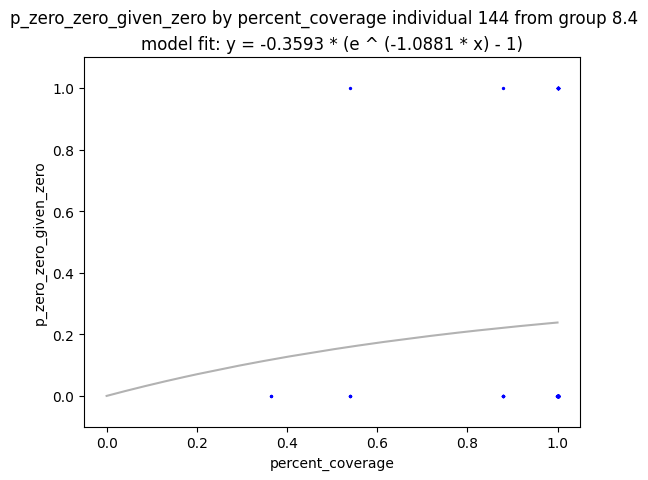 p_zero_zero_given_zero by percent_coverage individual 144 from group 8.4
model fit: y = -0.3593 * (e ^ (-1.0881 * x) - 1)
1.0
0.8
0.6
0.4
0.2
0.0
p_zero_zero_given_zero
0.0 0.2 0.4 0.6 0.8 1.0
percent_coverage